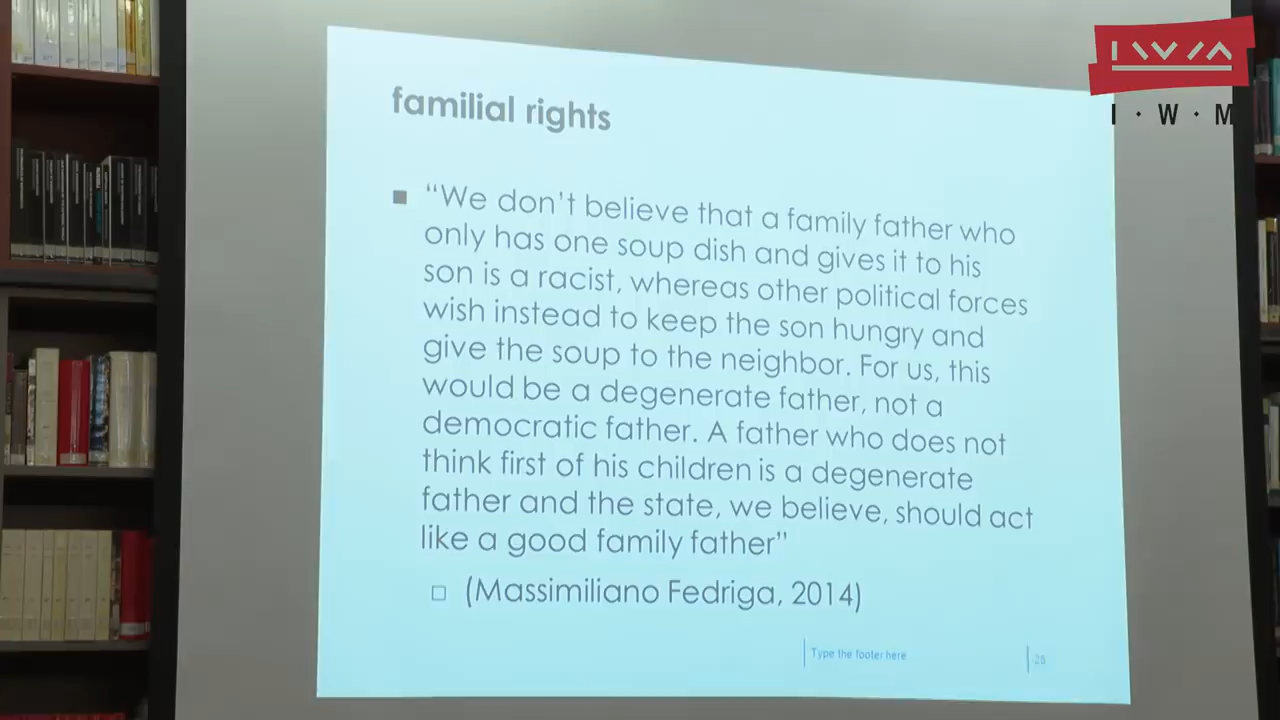 familial rights
I · W · M
■ “We don’t believe that a family father who
only has one soup dish and gives it to his
son is a racist, whereas other political forces
wish instead to keep the son hungry and
give the soup to the neighbor. For us, this
would be a degenerate father, not a
democratic father. A father who does not
think first of his children is a degenerate
father and the state, we believe, should act
like a good family father”
□ (Massimiliano Fedriga, 2014)
Type the footer here